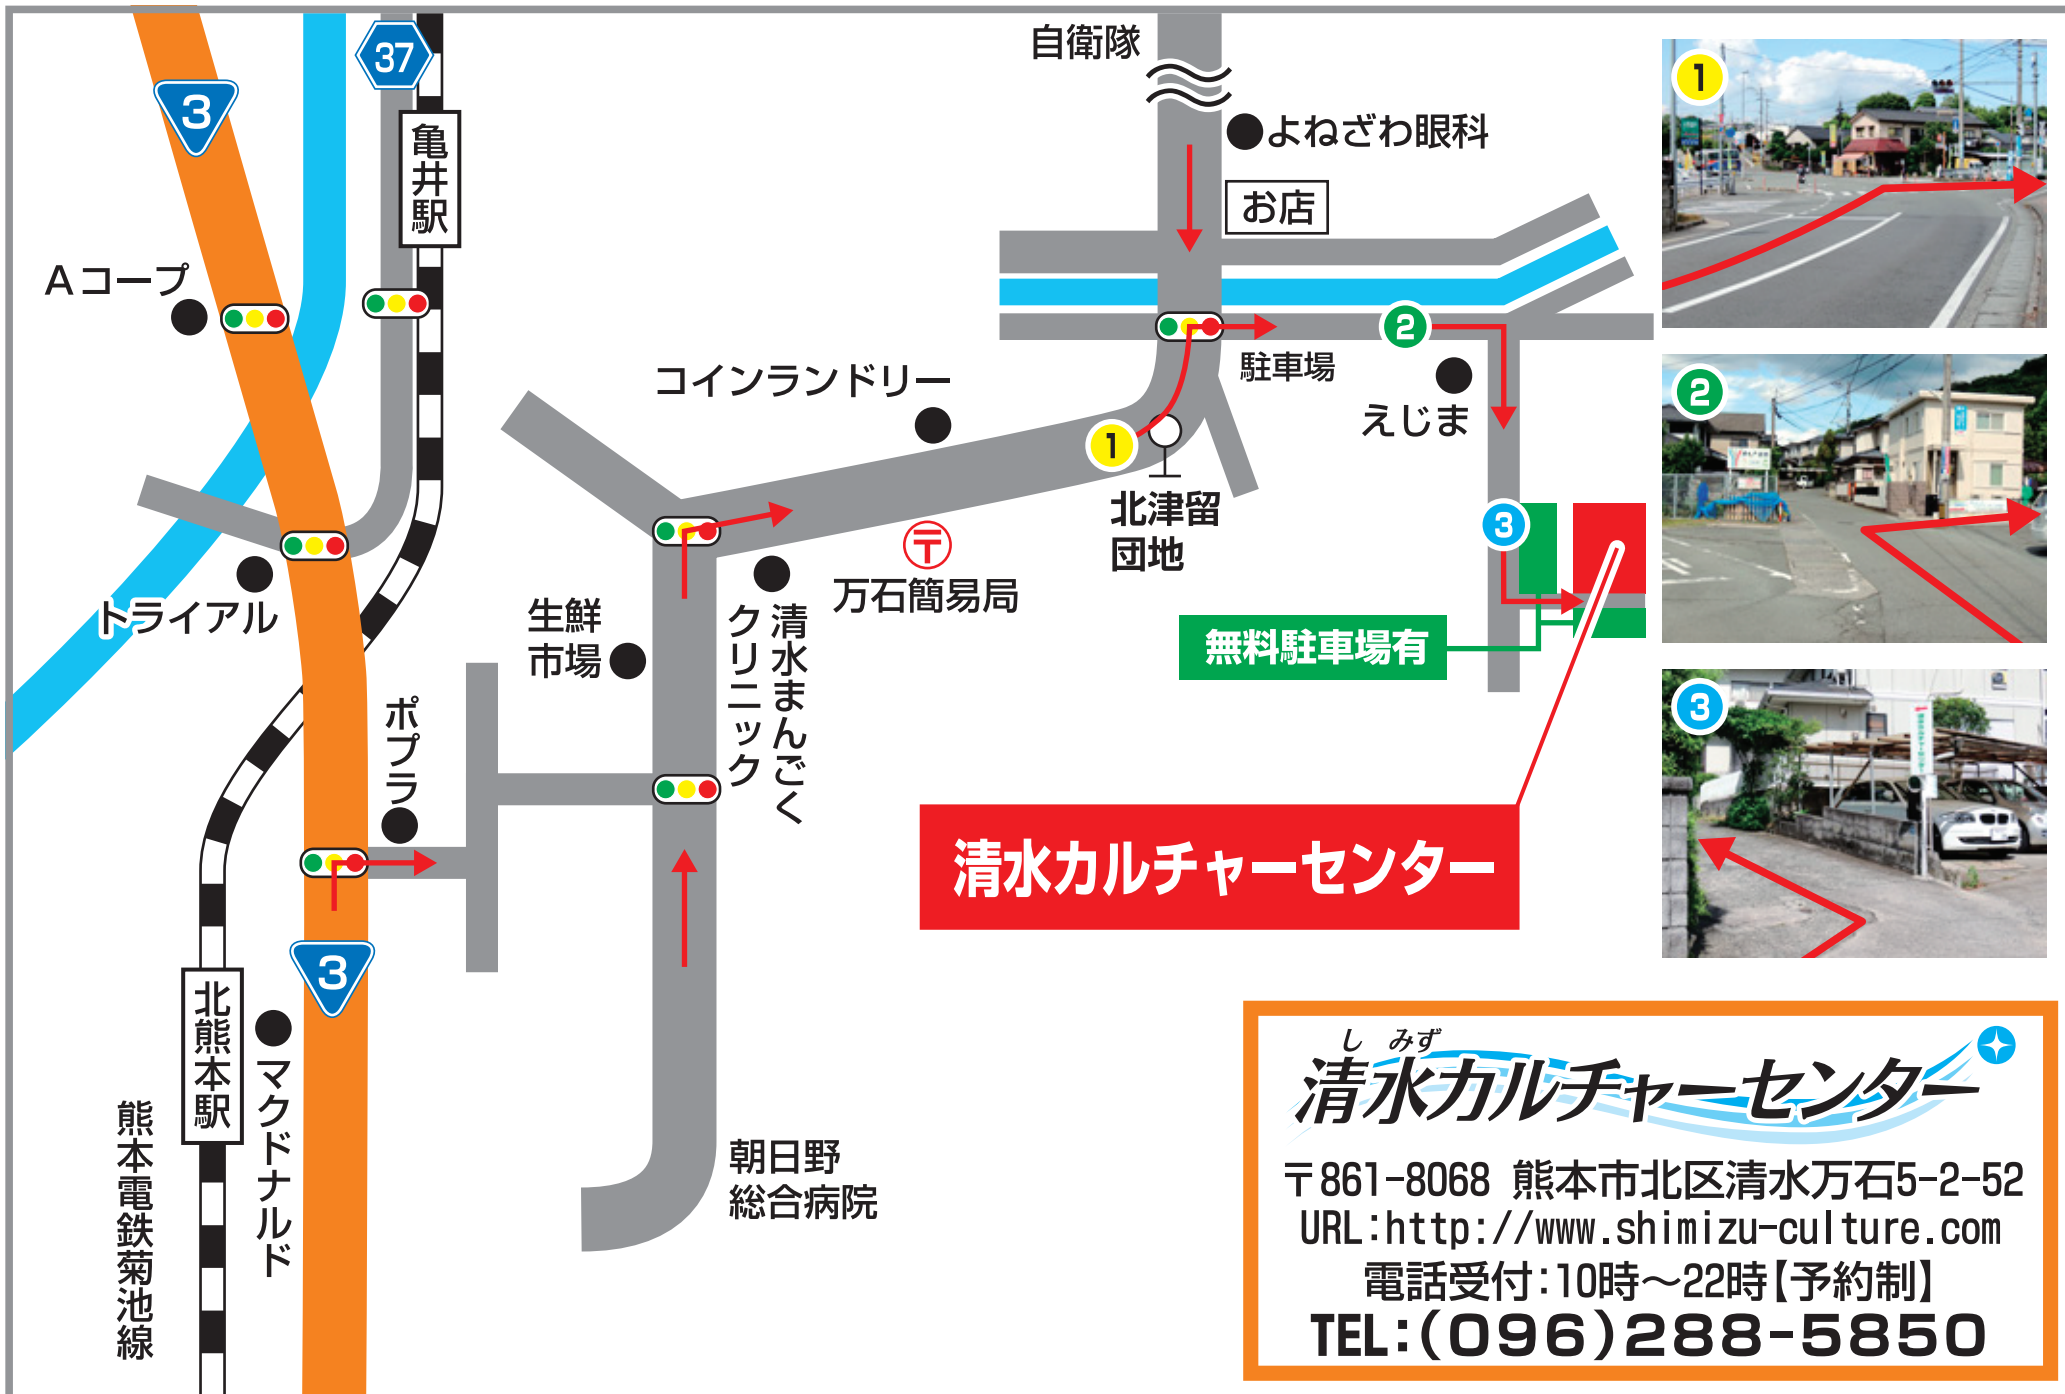 自衛隊
37
3
亀井駅
よねざわ眼科
お店
Aコープ
コインランドリー
駐車場
2
えじま
1
北津留
団地
3
トライアル
万石簡易局
生鮮
市場
清水まんごく
クリニック
無料駐車場有
ポプラ
清水カルチャーセンター
3
北熊本駅
マクドナルド
熊本電鉄菊池線
朝日野
総合病院
1
2
3
し みず
清水カルチャーセンター
〒861-8068 熊本市北区清水万石5-2-52
URL:http://www.shimizu-culture.com
電話受付:10時～22時【予約制】
TEL:(096)288-5850